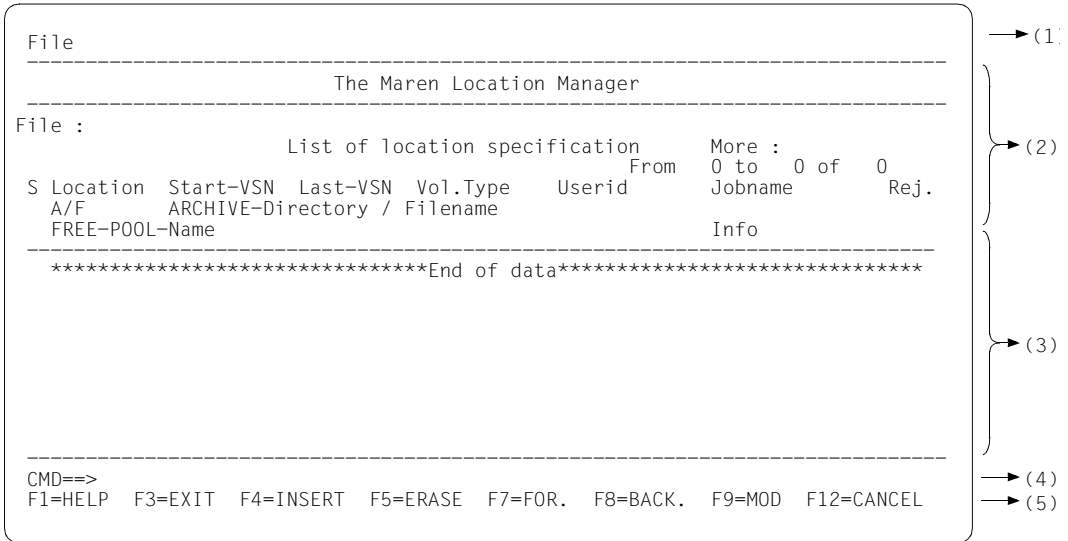 File (1)
The Maren Location Manager
File :
List of location specification More : (2)
From 0 to 0 of 0
S Location Start-VSN Last-VSN Vol.Type Userid Jobname Rej.
A/F ARCHIVE-Directory / Filename
FREE-POOL-Name Info
********************************End of data*******************************
(3)
CMD==> (4)
F1=HELP F3=EXIT F4=INSERT F5=ERASE F7=FOR. F8=BACK. F9=MOD F12=CANCEL (5)